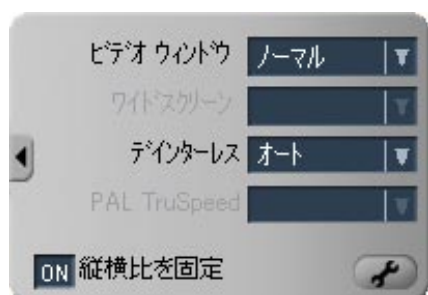 ビデオ ウィンドウ ノーマル
ワイドスクリーン
デインターレス オート
PAL TruSpeed
ON 縦横比を固定